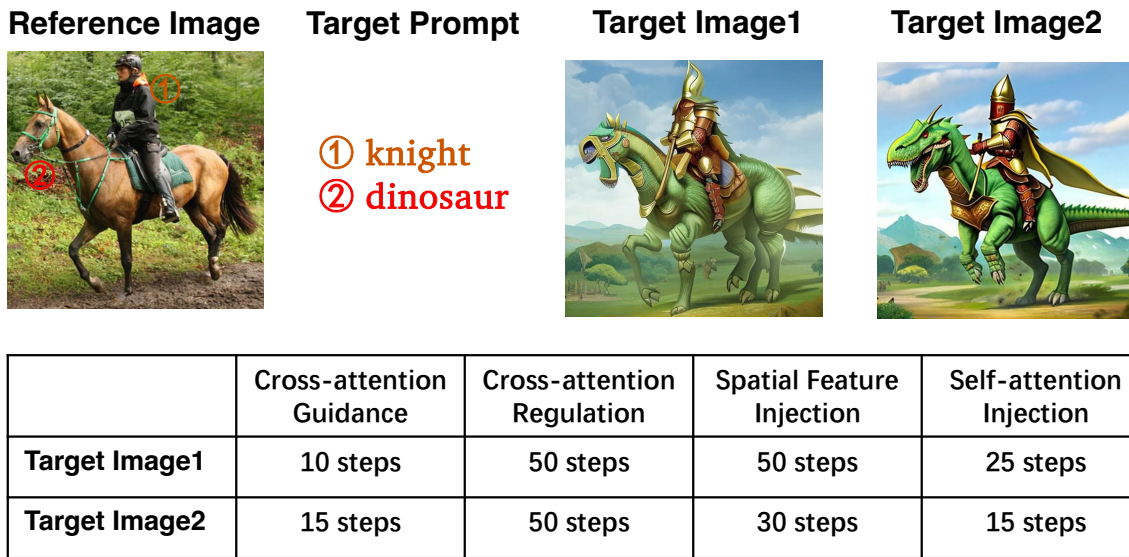 Reference Image Target Prompt Target Image1 Target Image2
①
②
① knight
② dinosaur
Cross-attention Guidance Cross-attention Regulation Spatial Feature Injection Self-attention Injection
Target Image1 10 steps 50 steps 50 steps 25 steps
Target Image2 15 steps 50 steps 30 steps 15 steps